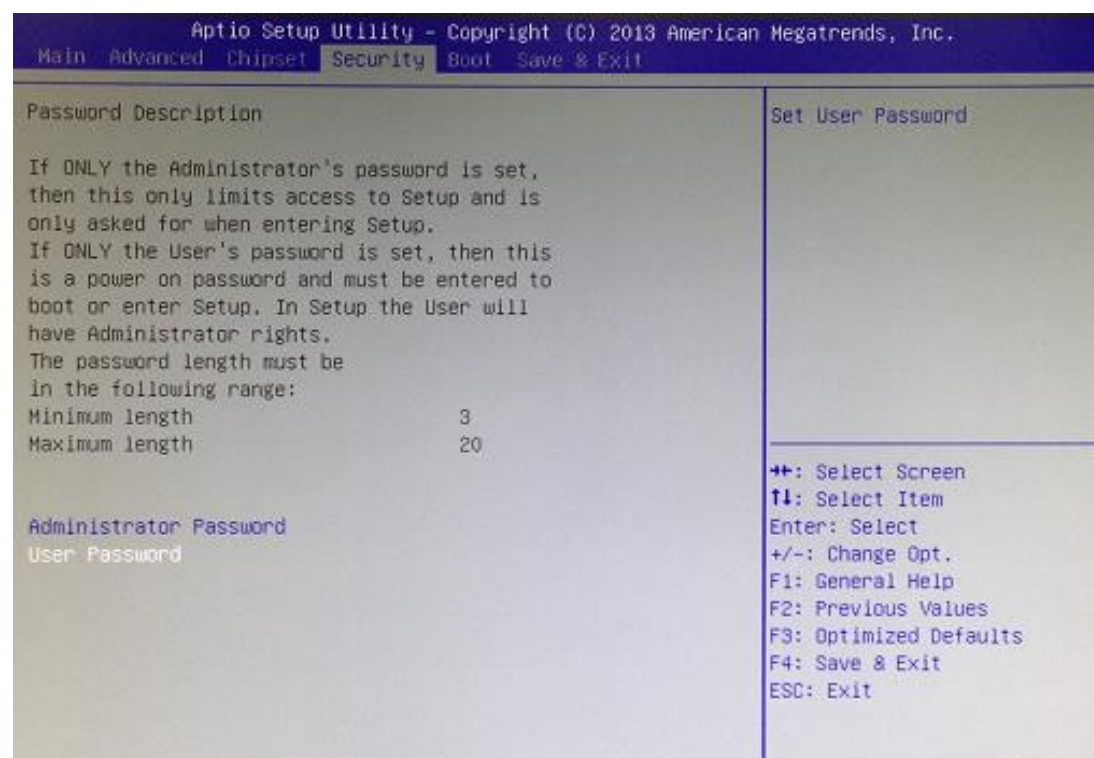 Aptio Setup Utility - Copyright (C) 2013 American Megatrends, Inc.
Main Advanced Chipset Security Boot Save & Exit
Password Description
If ONLY the Administrator's password is set,
then this only limits access to Setup and is
only asked for when entering Setup.
If ONLY the User's password is set, then this
is a power on password and must be entered to
boot or enter Setup. In Setup the User will
have Administrator rights.
The password length must be
in the following range:
Minimum length 3
Maximum length 20
Administrator Password
User Password
Set User Password
→←: Select Screen
↑↓: Select Item
Enter: Select
+/-: Change Opt.
F1: General Help
F2: Previous Values
F3: Optimized Defaults
F4: Save & Exit
ESC: Exit